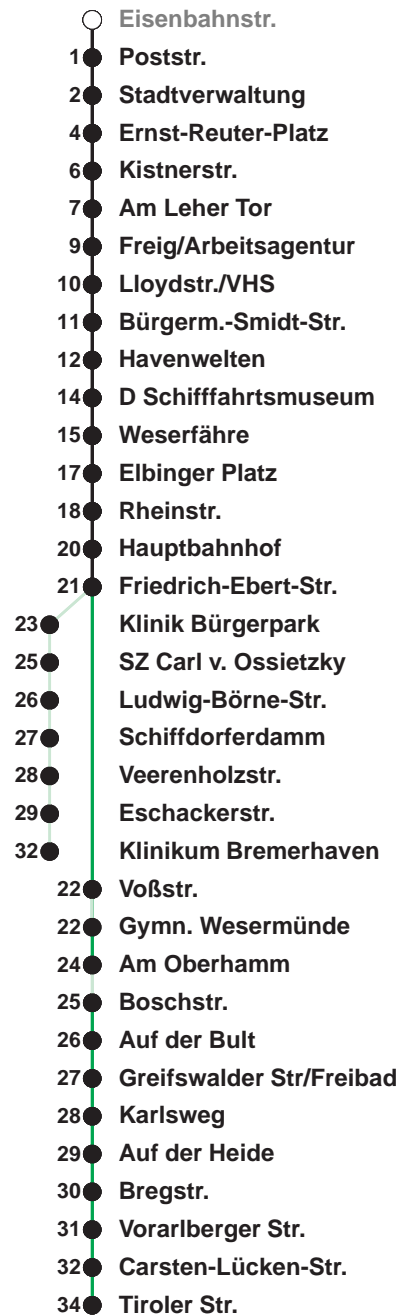 Eisenbahnstr.
1 Poststr.
2 Stadtverwaltung
4 Ernst-Reuter-Platz
6 Kistnerstr.
7 Am Leher Tor
9 Freig/Arbeitsagentur
10 Lloydstr./VHS
11 Bürgerm.-Smidt-Str.
12 Havenwelten
14 D Schifffahrtsmuseum
15 Weserfähre
17 Elbinger Platz
18 Rheinstr.
20 Hauptbahnhof
21 Friedrich-Ebert-Str.
23 Klinik Bürgerpark
25 SZ Carl v. Ossietzky
26 Ludwig-Börne-Str.
27 Schiffdorferdamm
28 Veerenholzstr.
29 Eschackerstr.
32 Klinikum Bremerhaven
22 Voßstr.
22 Gymn. Wesermünde
24 Am Oberhamm
25 Boschstr.
26 Auf der Bult
27 Greifswalder Str/Freibad
28 Karlsweg
29 Auf der Heide
30 Bregstr.
31 Vorarlberger Str.
32 Carsten-Lücken-Str.
34 Tiroler Str.